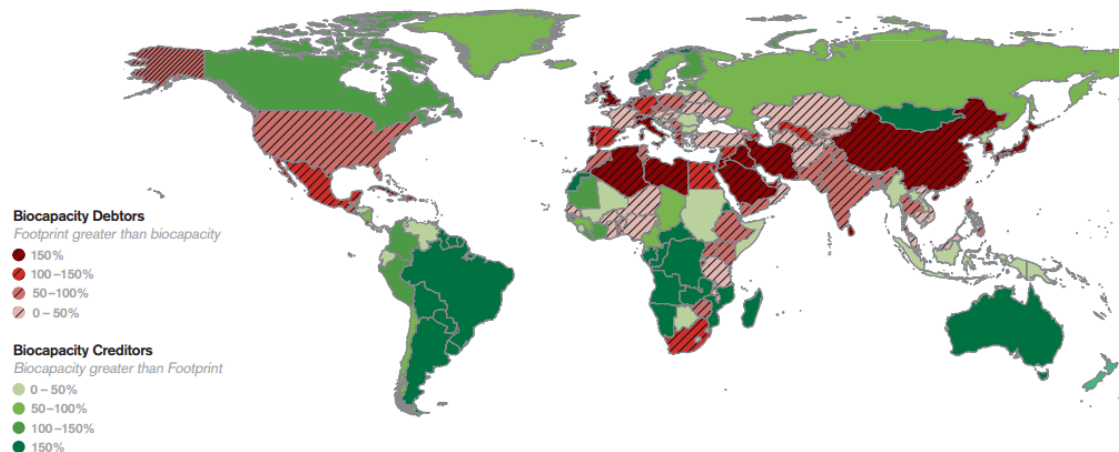 Biocapacity Debtors
Footprint greater than biocapacity
150%
100–150%
50–100%
0–50%
Biocapacity Creditors
Biocapacity greater than Footprint
0–50%
50–100%
100–150%
150%